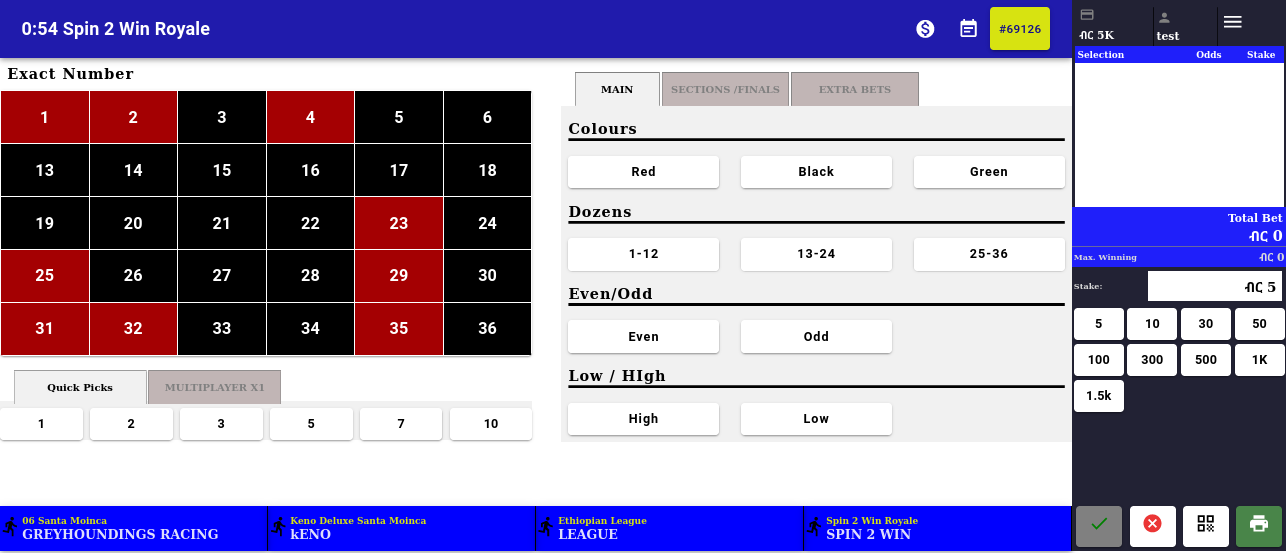 0:54 Spin 2 Win Royale
#69126
ብር 5K
test
Exact Number
1 2 3 4 5 6
13 14 15 16 17 18
19 20 21 22 23 24
25 26 27 28 29 30
31 32 33 34 35 36
Quick Picks MULTIPLAYER X1
1 2 3 5 7 10
MAIN SECTIONS /FINALS EXTRA BETS
Colours
Red Black Green
Dozens
1-12 13-24 25-36
Even/Odd
Even Odd
Low / HIgh
High Low
Selection Odds Stake
Total Bet
ብር 0
Max. Winning ብር 0
Stake: ብር 5
5 10 30 50
100 300 500 1K
1.5k
06 Santa Moinca
GREYHOUNDINGS RACING
Keno Deluxe Santa Moinca
kENO
Ethiopian League
LEAGUE
Spin 2 Win Royale
SPIN 2 WIN